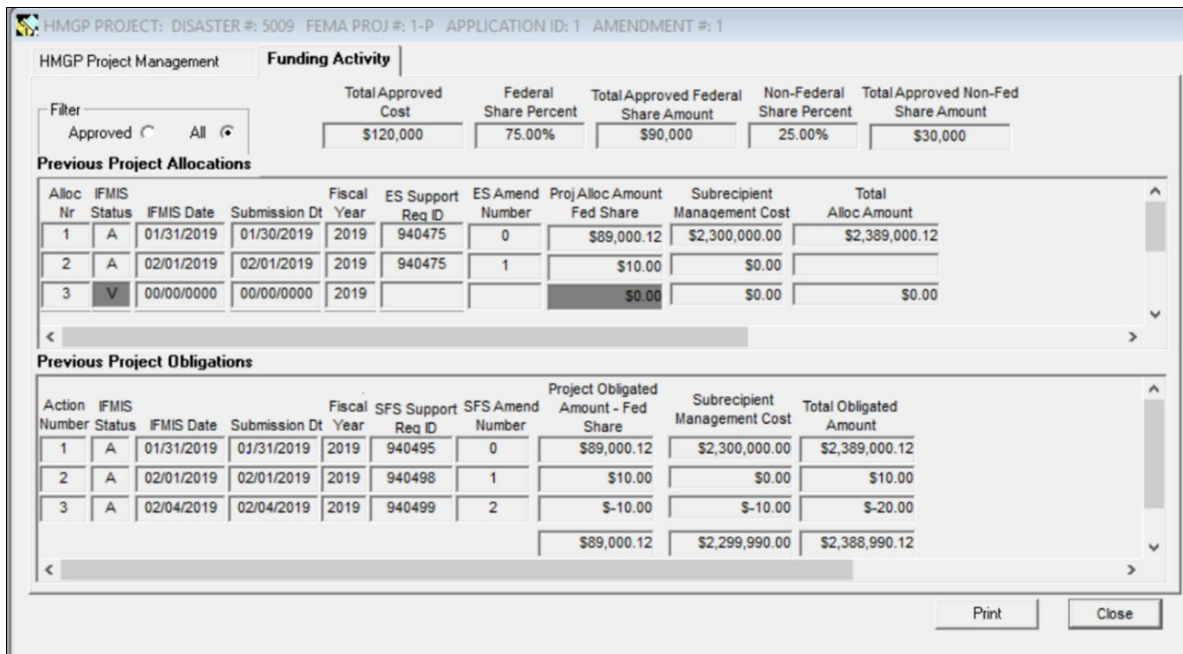 HMGP PROJECT: DISASTER #: 5009 FEMA PROJ #: 1-P APPLICATION ID: 1 AMENDMENT #: 1
HMGP Project Management Funding Activity
Filter
Approved All
Total Approved Cost Federal Share Percent Total Approved Federal Share Amount Non-Federal Share Percent Total Approved Non-Fed Share Amount
$120,000 75.00% $90,000 25.00% $30,000
Previous Project Allocations
Alloc Nr IFMIS Status IFMIS Date Submission Dt Fiscal Year ES Support Req ID ES Amend Number Proj Alloc Amount Fed Share Subrecipient Management Cost Total Alloc Amount
1 A 01/31/2019 01/30/2019 2019 940475 0 $89,000.12 $2,300,000.00 $2,389,000.12
2 A 02/01/2019 02/01/2019 2019 940475 1 $10.00 $0.00
3 V 00/00/0000 00/00/0000 2019 $0.00 $0.00 $0.00
Previous Project Obligations
Action Number IFMIS Status IFMIS Date Submission Dt Fiscal Year SFS Support Req ID SFS Amend Number Project Obligated Amount - Fed Share Subrecipient Management Cost Total Obligated Amount
1 A 01/31/2019 01/31/2019 2019 940495 0 $89,000.12 $2,300,000.00 $2,389,000.12
2 A 02/01/2019 02/01/2019 2019 940498 1 $10.00 $0.00 $10.00
3 A 02/04/2019 02/04/2019 2019 940499 2 $-10.00 $-10.00 $-20.00
$89,000.12 $2,299,990.00 $2,388,990.12
Print Close